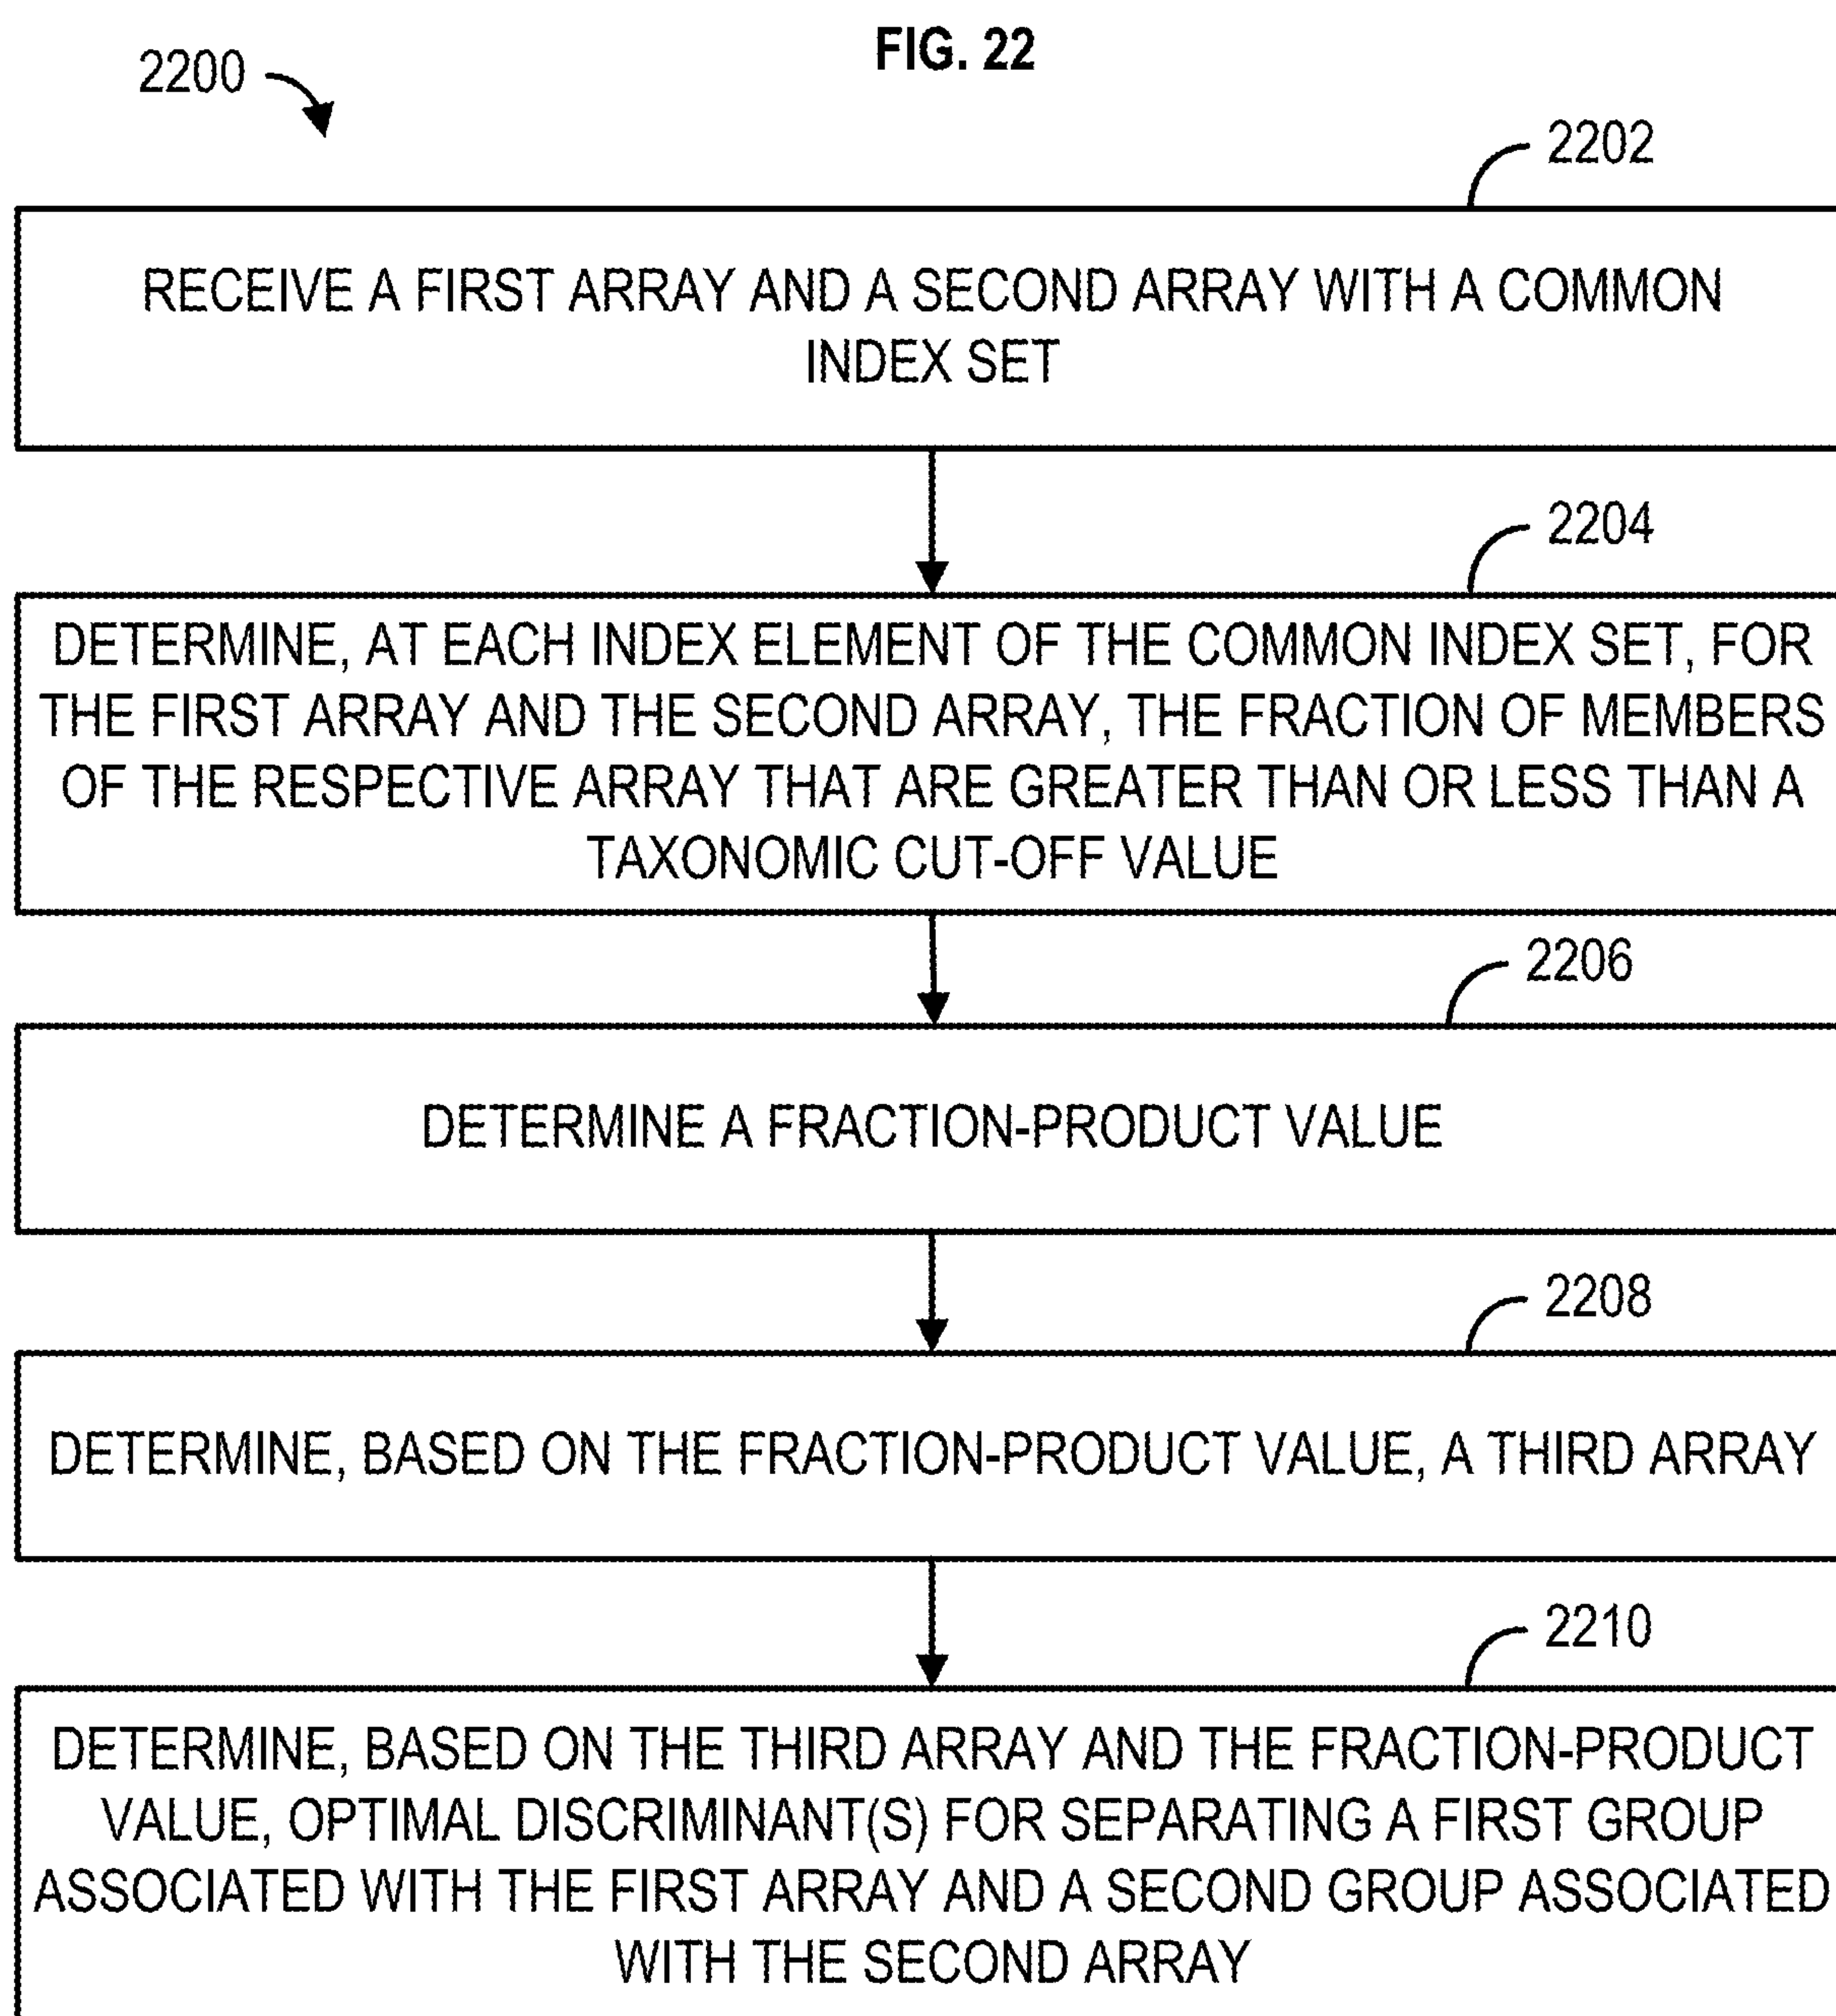 FIG. 22
2200
2202
RECEIVE A FIRST ARRAY AND A SECOND ARRAY WITH A COMMON
INDEX SET
2204
DETERMINE, AT EACH INDEX ELEMENT OF THE COMMON INDEX SET, FOR
THE FIRST ARRAY AND THE SECOND ARRAY, THE FRACTION OF MEMBERS
OF THE RESPECTIVE ARRAY THAT ARE GREATER THAN OR LESS THAN A
TAXONOMIC CUT-OFF VALUE
2206
DETERMINE A FRACTION-PRODUCT VALUE
2208
DETERMINE, BASED ON THE FRACTION-PRODUCT VALUE, A THIRD ARRAY
2210
DETERMINE, BASED ON THE THIRD ARRAY AND THE FRACTION-PRODUCT
VALUE, OPTIMAL DISCRIMINANT(S) FOR SEPARATING A FIRST GROUP
ASSOCIATED WITH THE FIRST ARRAY AND A SECOND GROUP ASSOCIATED
WITH THE SECOND ARRAY